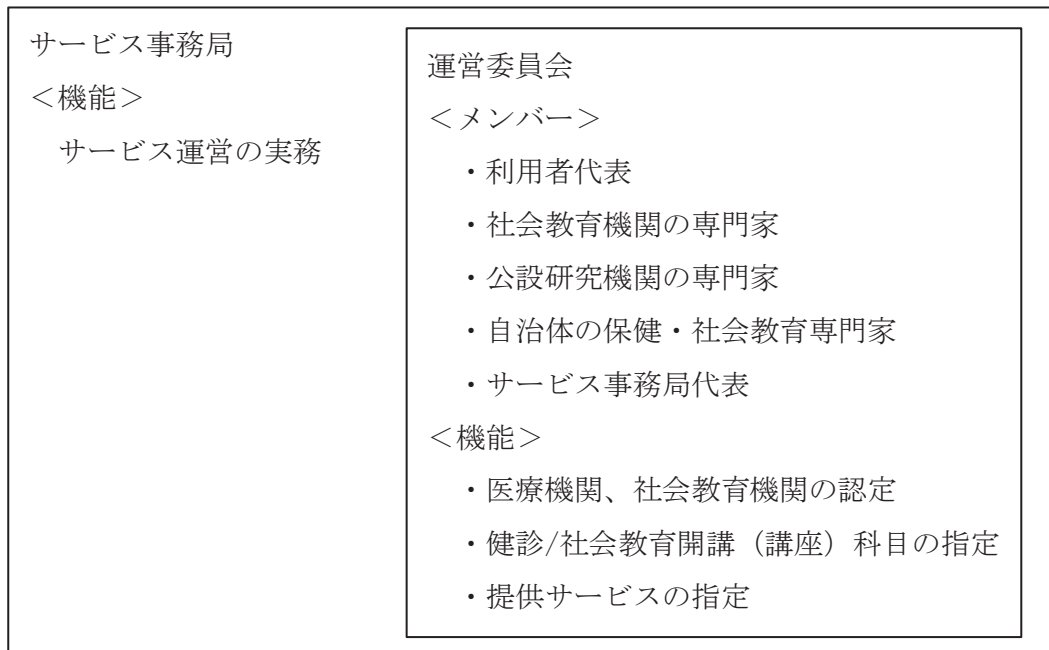 サービス事務局
＜機能＞
サービス運営の実務
運営委員会
＜メンバー＞
・利用者代表
・社会教育機関の専門家
・公設研究機関の専門家
・自治体の保健・社会教育専門家
・サービス事務局代表
＜機能＞
・医療機関、社会教育機関の認定
・健診/社会教育開講（講座）科目の指定
・提供サービスの指定